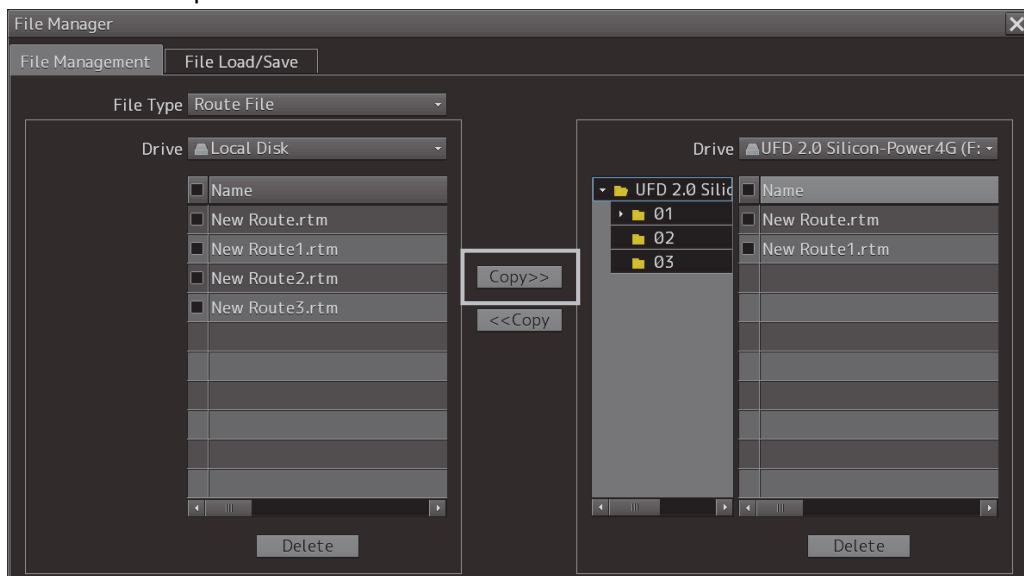 File Manager
File Management File Load/Save
File Type Route File
Drive Local Disk
Name
New Route.rtm
New Route1.rtm
New Route2.rtm
New Route3.rtm
Delete
Copy>>
<<Copy
Drive UFD 2.0 Silicon-Power4G (F:
UFD 2.0 Silic
01
02
03
Name
New Route.rtm
New Route1.rtm
Delete